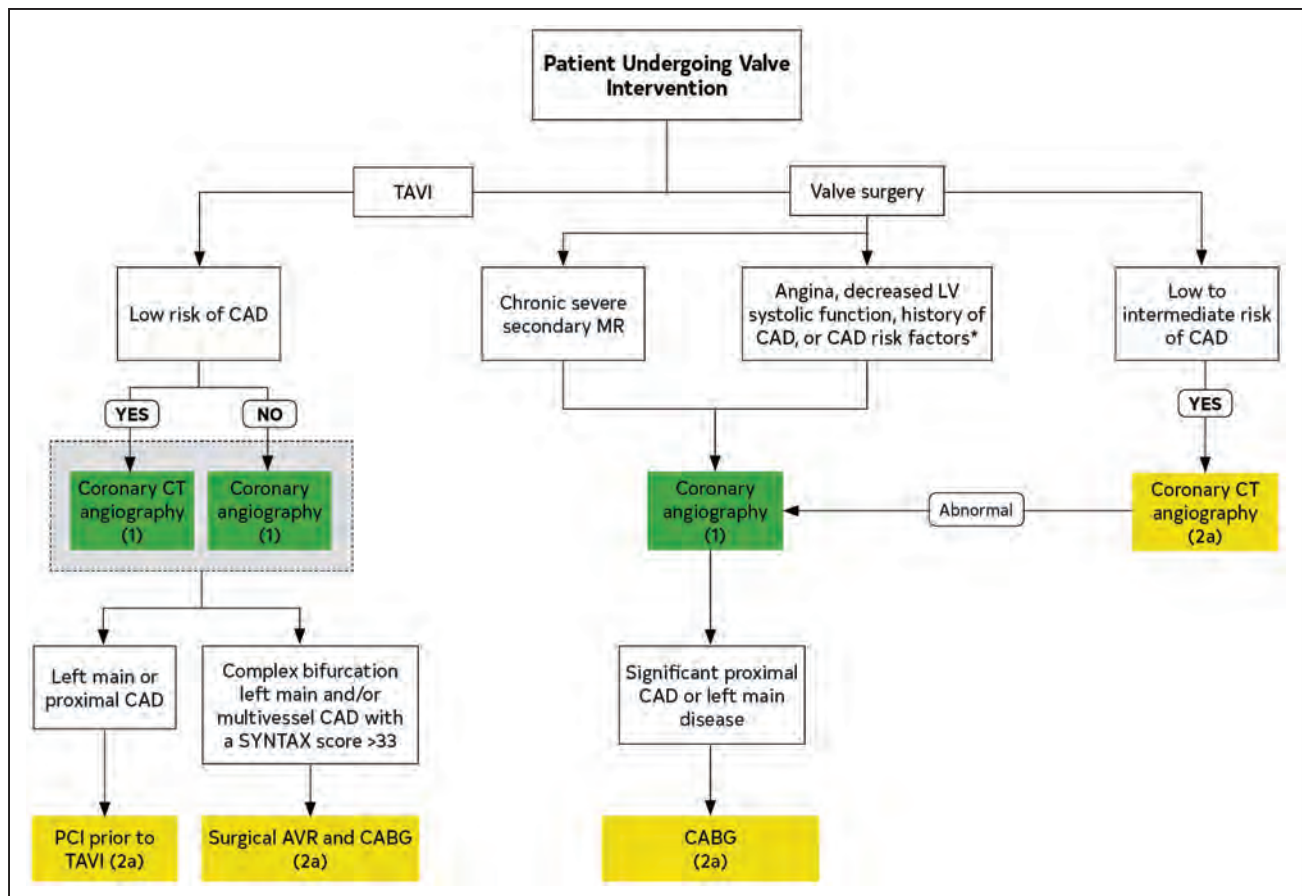 Patient Undergoing Valve
Intervention
TAVI
Valve surgery
Low risk of CAD
Chronic severe
secondary MR
Angina, decreased LV
systolic function, history
of CAD, or CAD risk factors*
Low to
intermediate risk
of CAD
YES
NO
YES
Coronary CT
angiography
(1)
Coronary
angiography
(1)
Coronary
angiography
(1)
Abnormal
Coronary CT
angiography
(2a)
Left main or
proximal CAD
Complex bifurcation
left main and/or
multivessel CAD with
a SYNTAX score >33
Significant proximal
CAD or left main
disease
PCI prior to
TAVI (2a)
Surgical AVR and CABG
(2a)
CABG
(2a)